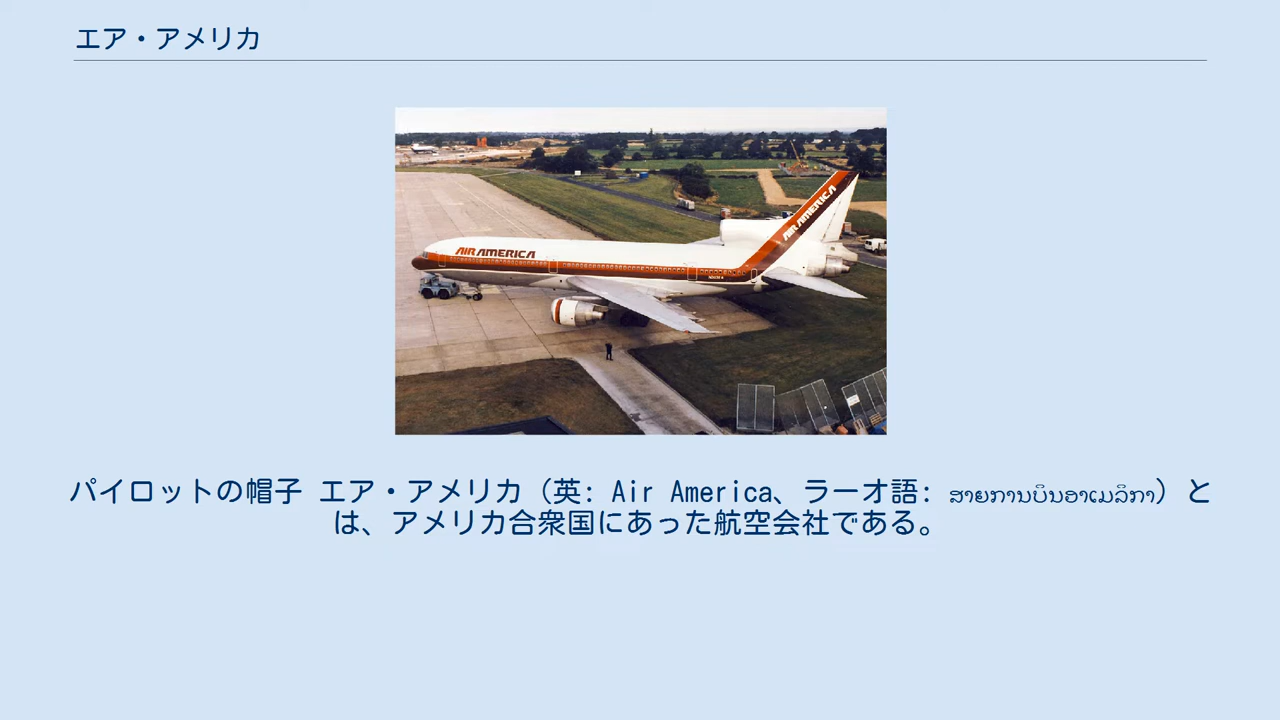 エア・アメリカ
AIR AMERICA
AIR AMERICA
パイロットの帽子 エア・アメリカ（英: Air America、ラーオ語: ສາຍການບິນອາເມລິກາ）と
は、アメリカ合衆国にあった航空会社である。